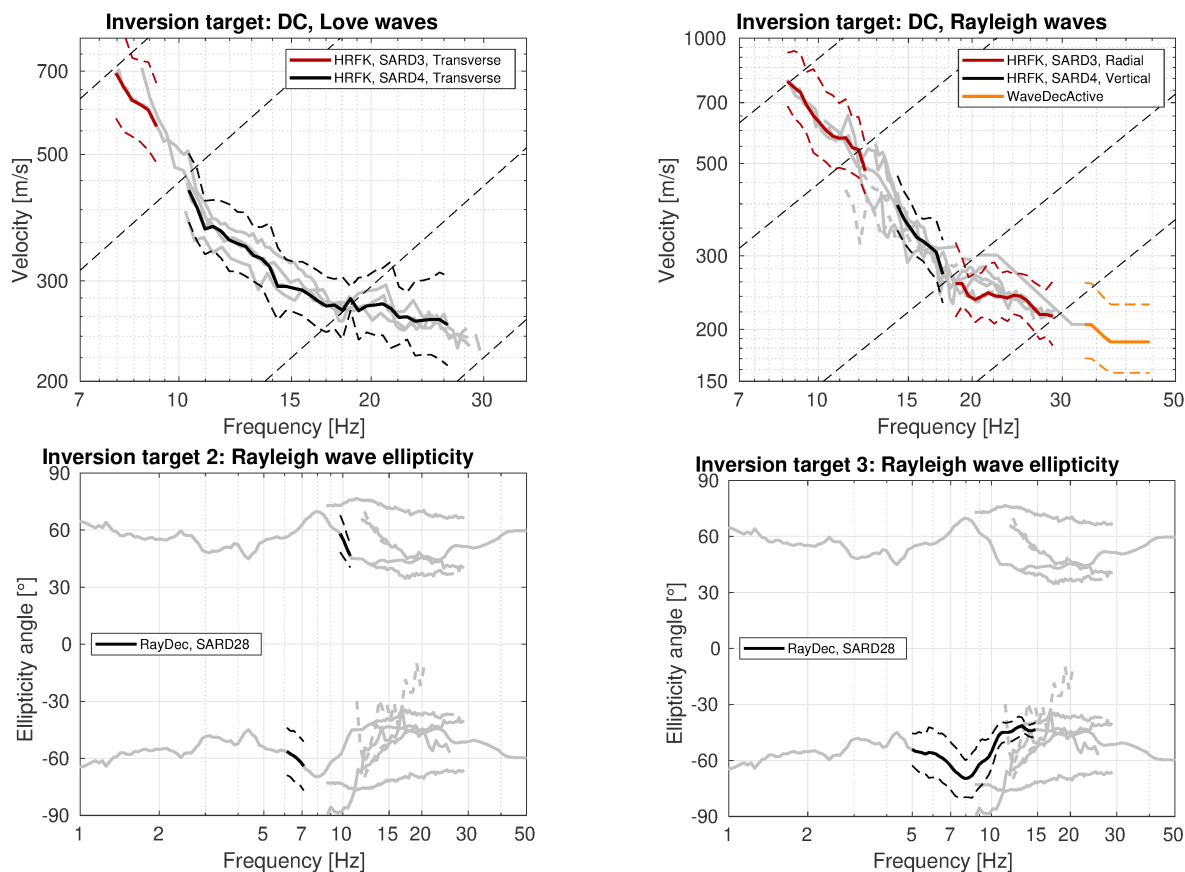 Inversion target: DC, Love waves
HRFK, SARD3, Transverse
HRFK, SARD4, Transverse
700
500
300
200
Velocity [m/s]
7
10
15
20
30
Frequency [Hz]
Inversion target: DC, Rayleigh waves
HRFK, SARD3, Radial
HRFK, SARD4, Vertical
WaveDecActive
1000
700
500
300
200
150
Velocity [m/s]
7
10
15
20
30
50
Frequency [Hz]
Inversion target 2: Rayleigh wave ellipticity
90
60
30
0
-30
-60
-90
Ellipticity angle [°]
RayDec, SARD28
1
2
5
7
10
15
20
30
50
Frequency [Hz]
Inversion target 3: Rayleigh wave ellipticity
90
60
30
0
-30
-60
-90
Ellipticity angle [°]
RayDec, SARD28
1
2
5
7
10
15
20
30
50
Frequency [Hz]